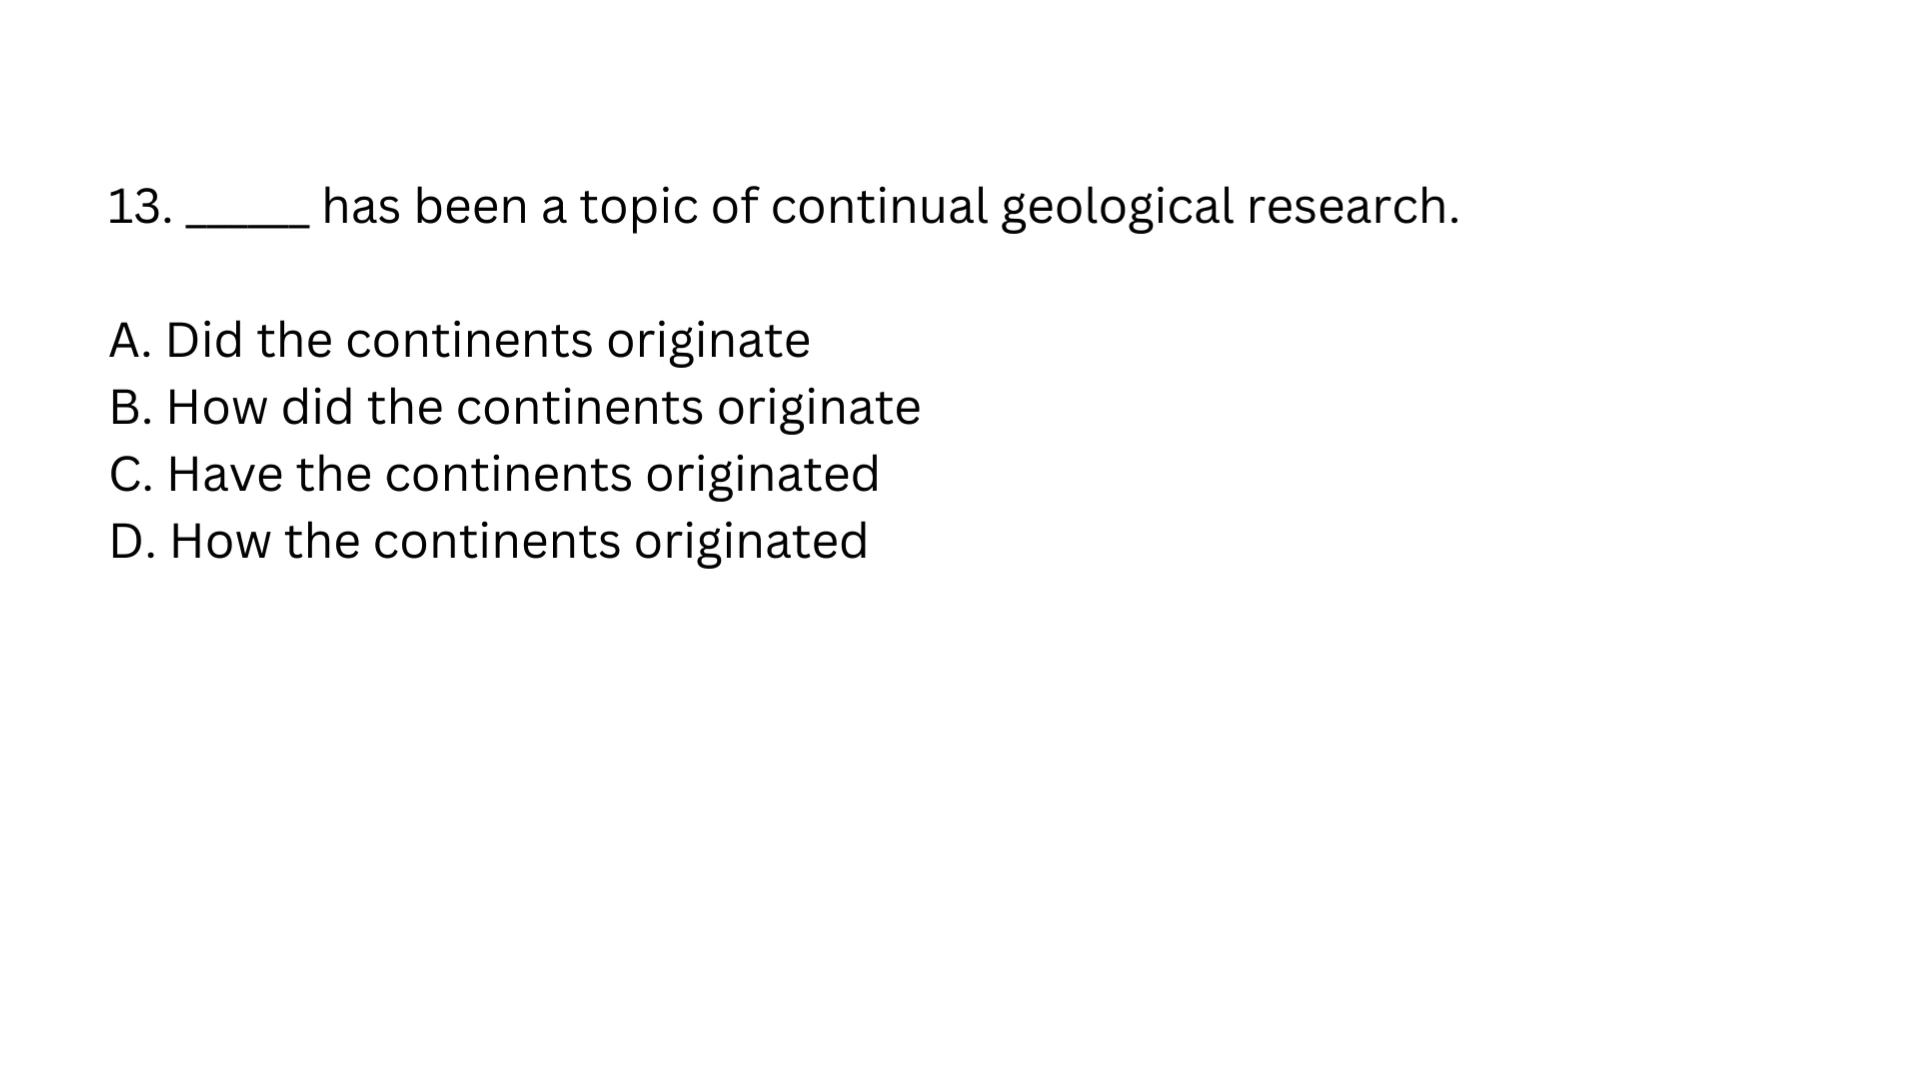 13. _____ has been a topic of continual geological research.
A. Did the continents originate
B. How did the continents originate
C. Have the continents originated
D. How the continents originated